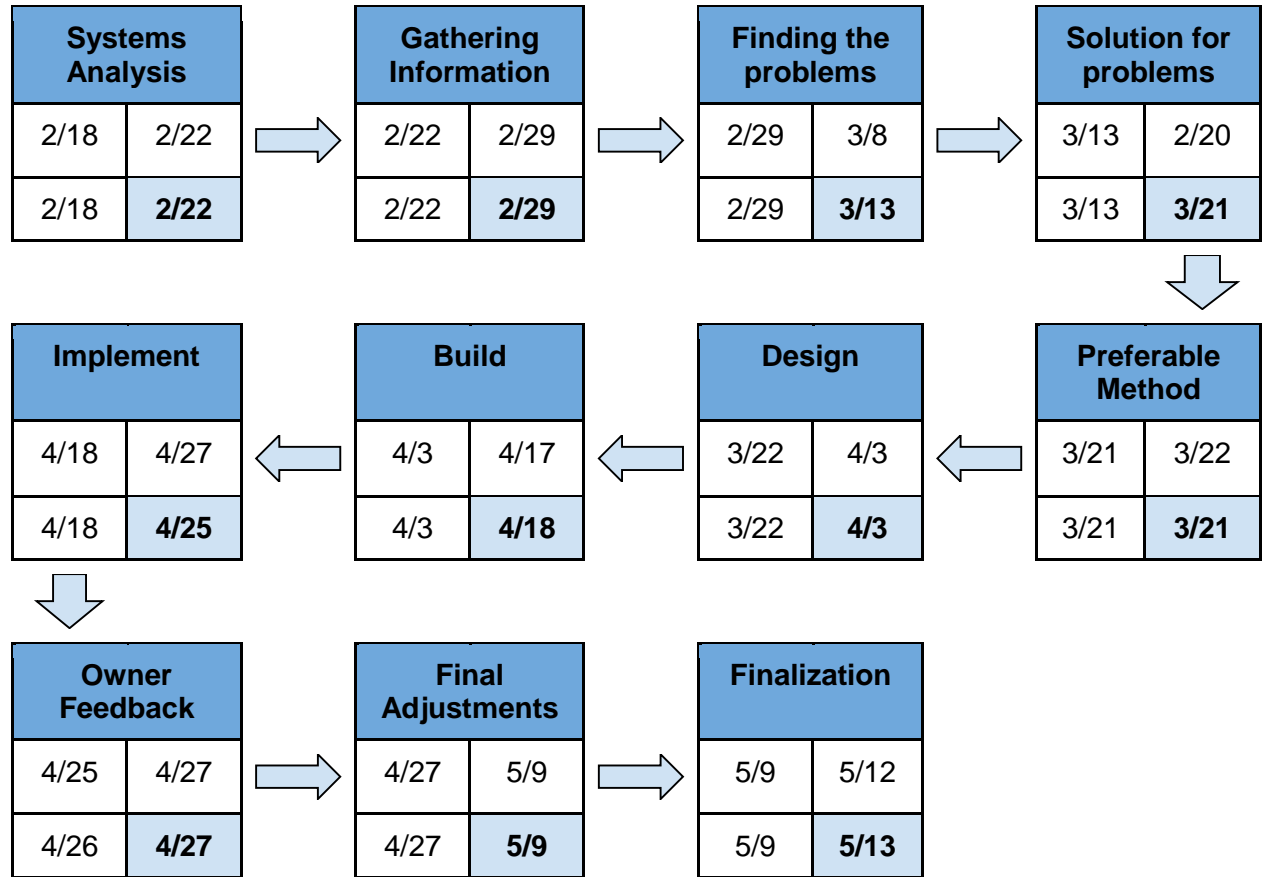 Systems
Analysis
2/18 2/22
2/18 2/22
Gathering
Information
2/22 2/29
2/22 2/29
Finding the
problems
2/29 3/8
2/29 3/13
Solution for
problems
3/13 2/20
3/13 3/21
Preferable
Method
3/21 3/22
3/21 3/21
Design
3/22 4/3
3/22 4/3
Build
4/3 4/17
4/3 4/18
Implement
4/18 4/27
4/18 4/25
Owner
Feedback
4/25 4/27
4/26 4/27
Final
Adjustments
4/27 5/9
4/27 5/9
Finalization
5/9 5/12
5/9 5/13